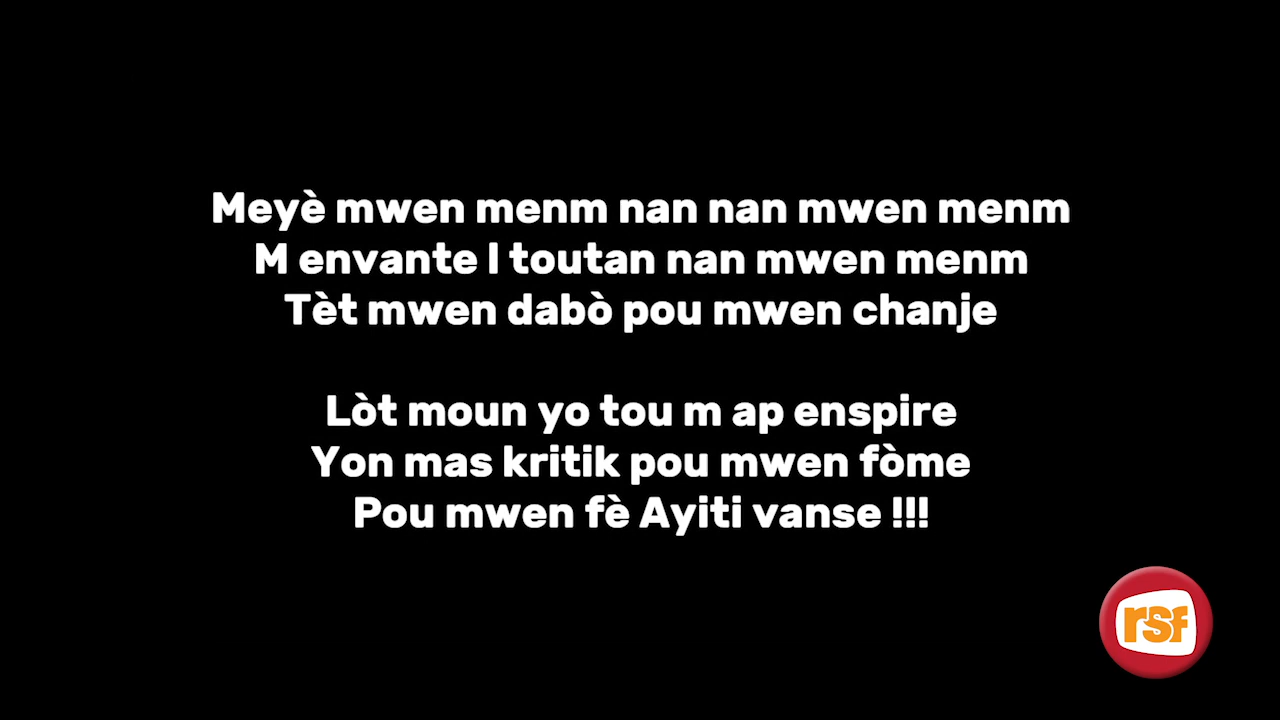 Meyè mwen menm nan nan mwen menm
M envante l toutan nan mwen menm
Tèt mwen dabò pou mwen chanje
Lòt moun yo tou m ap enspire
Yon mas kritik pou mwen fòme
Pou mwen fè Ayiti vanse !!!
rsf